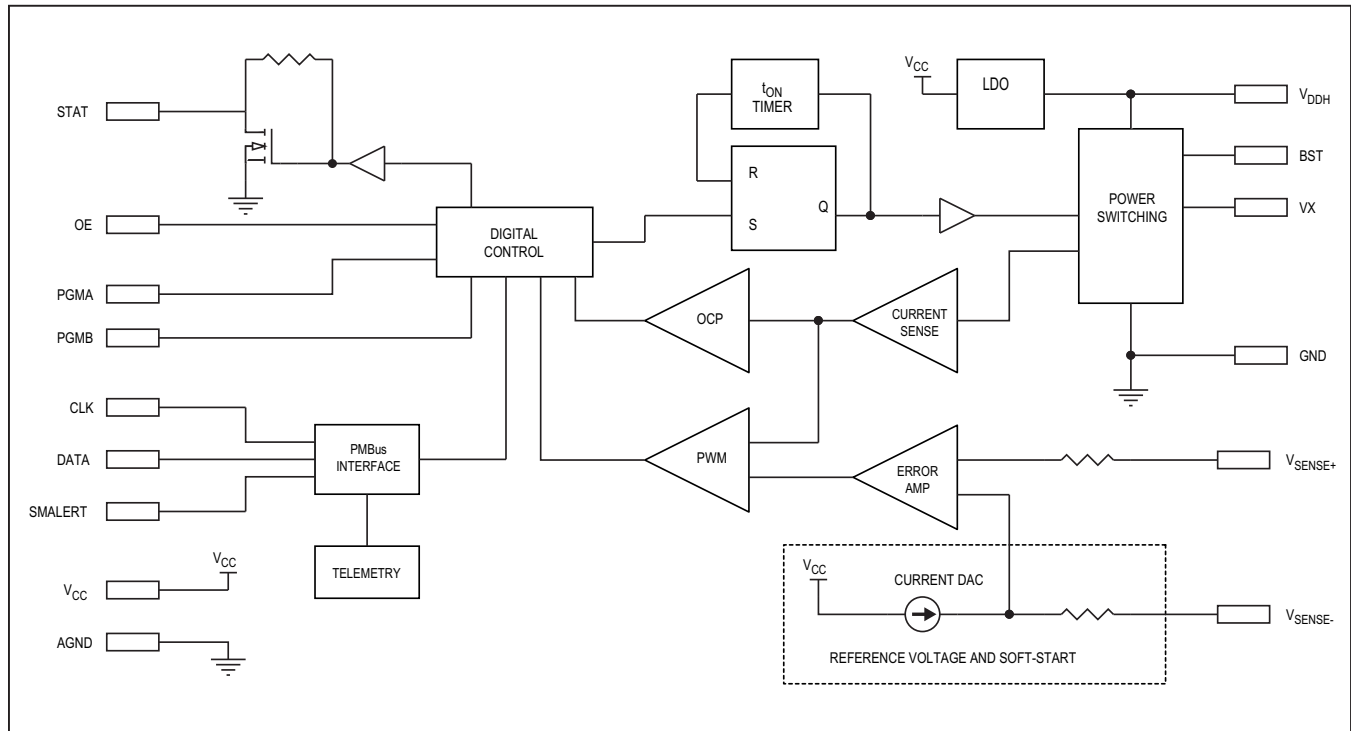 STAT
OE
PGMA
PGMB
CLK
DATA
SMALERT
VCC
VCC
AGND
DIGITAL
CONTROL
PMBus
INTERFACE
TELEMETRY
tON
TIMER
R
S
Q
VCC
LDO
POWER
SWITCHING
OCP
CURRENT
SENSE
PWM
ERROR
AMP
VCC
CURRENT DAC
REFERENCE VOLTAGE AND SOFT-START
VDDH
BST
VX
GND
VSENSE+
VSENSE-